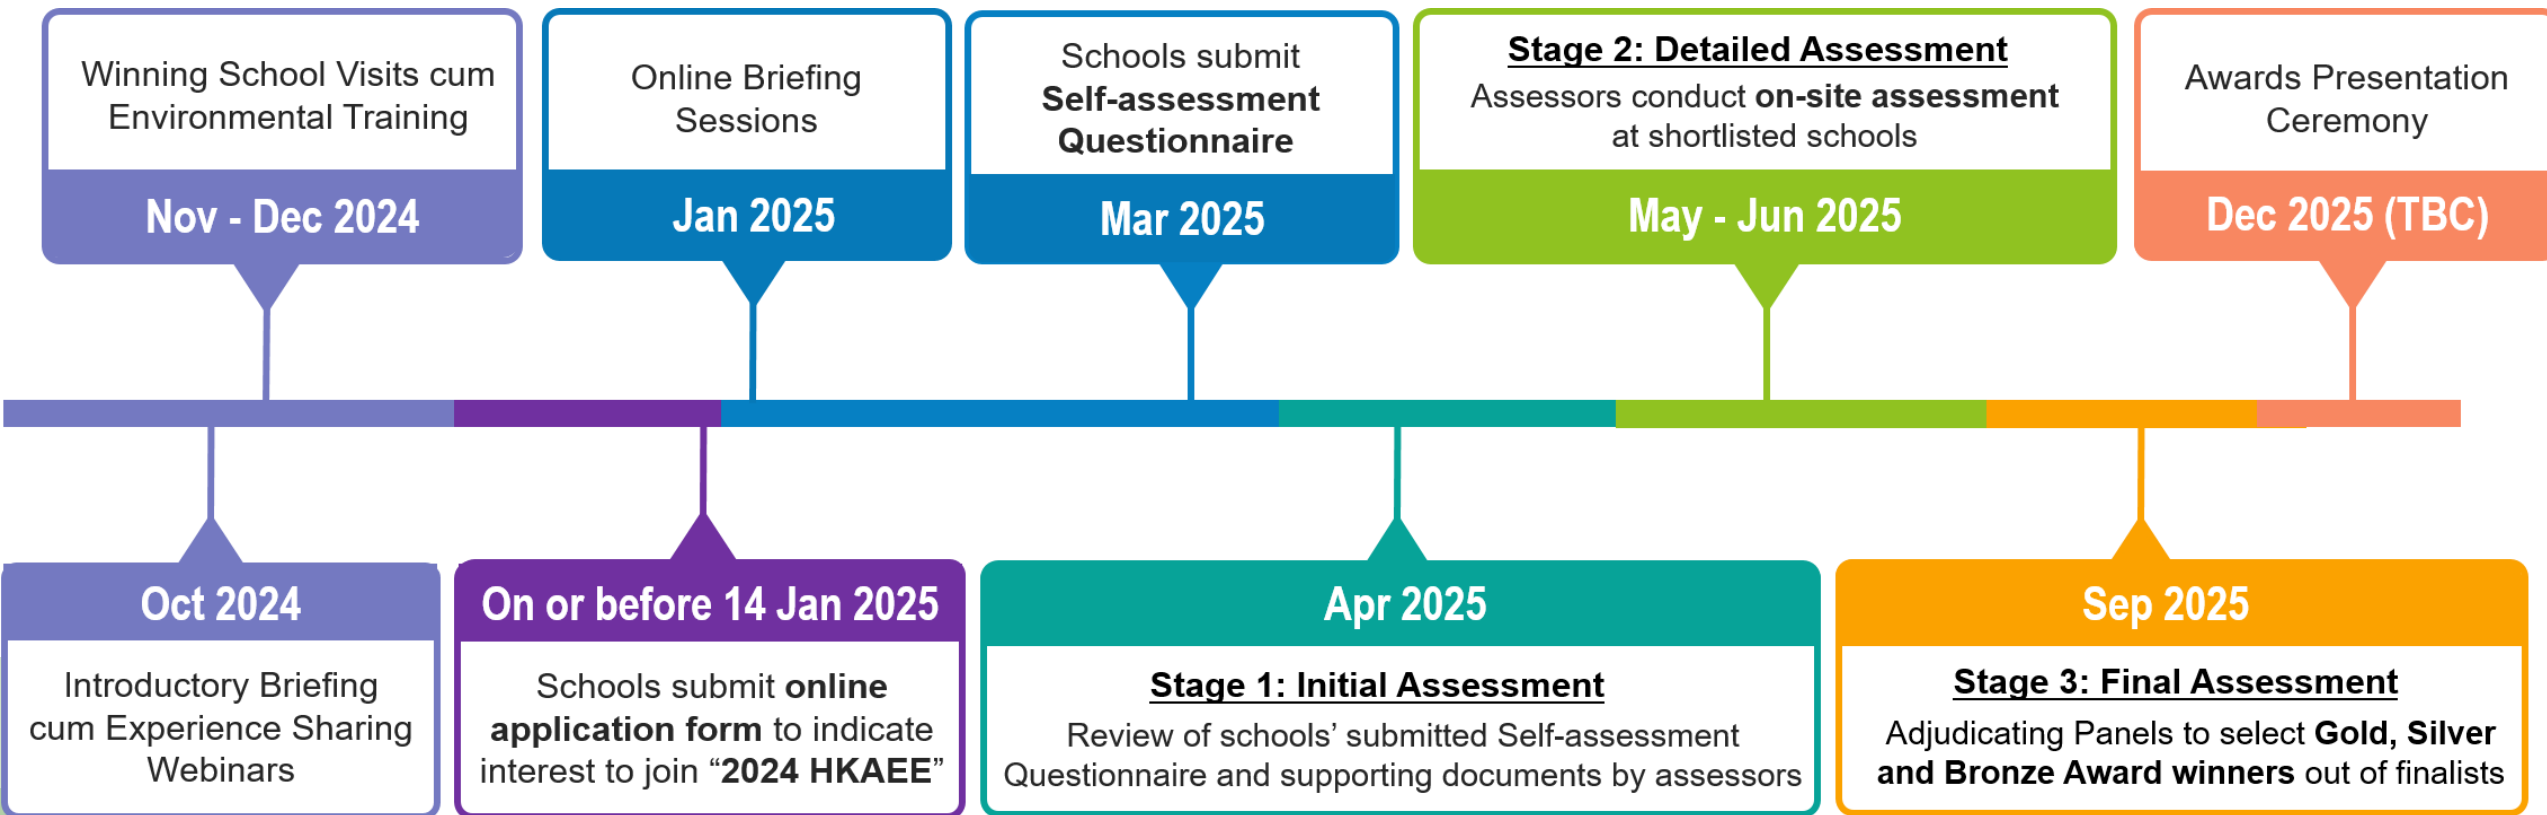 Winning School Visits cum
Environmental Training
Nov - Dec 2024
Online Briefing
Sessions
Jan 2025
Schools submit
Self-assessment
Questionnaire
Mar 2025
Stage 2: Detailed Assessment
Assessors conduct on-site assessment
at shortlisted schools
May - Jun 2025
Awards Presentation
Ceremony
Dec 2025 (TBC)
Oct 2024
Introductory Briefing
cum Experience Sharing
Webinars
On or before 14 Jan 2025
Schools submit online
application form to indicate
interest to join “2024 HKAEE”
Apr 2025
Stage 1: Initial Assessment
Review of schools’ submitted Self-assessment
Questionnaire and supporting documents by assessors
Sep 2025
Stage 3: Final Assessment
Adjudicating Panels to select Gold, Silver
and Bronze Award winners out of finalists